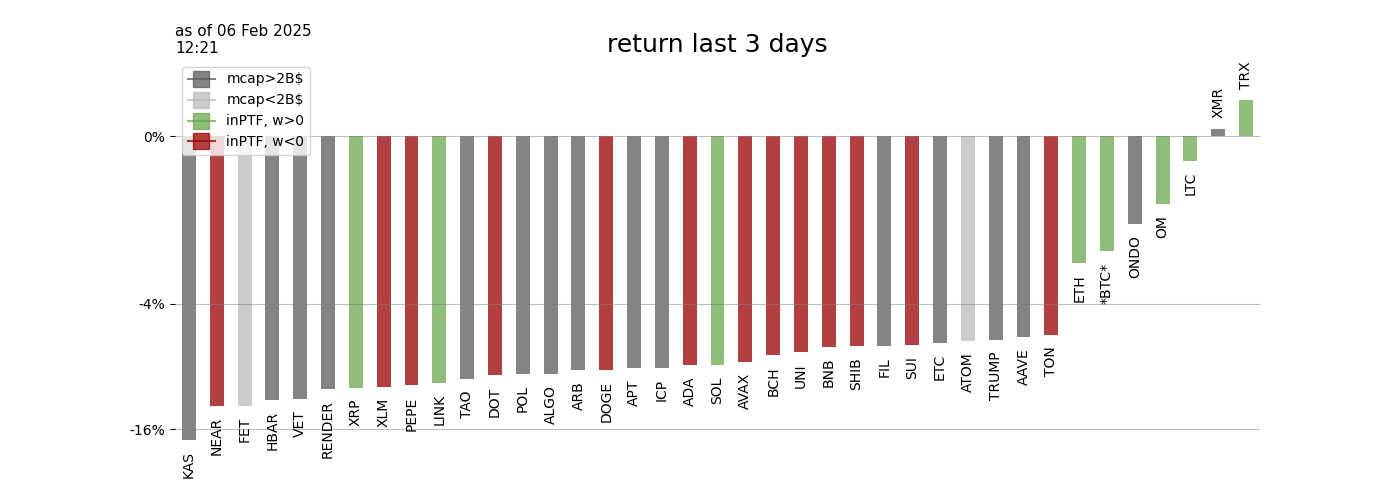 as of 06 Feb 2025
12:21
return last 3 days
mcap>2B$
mcap<2B$
inPTF, w>0
inPTF, w<0
0%
-4%
-16%
KAS
NEAR
FET
HBAR
VET
RENDER
XRP
XLM
PEPE
LINK
TAO
DOT
POL
ALGO
ARB
DOGE
APT
ICP
ADA
SOL
AVAX
BCH
UNI
BNB
SHIB
FIL
SUI
ETC
ATOM
TRUMP
AAVE
TON
ETH
*BTC*
ONDO
OM
LTC
XMR
TRX